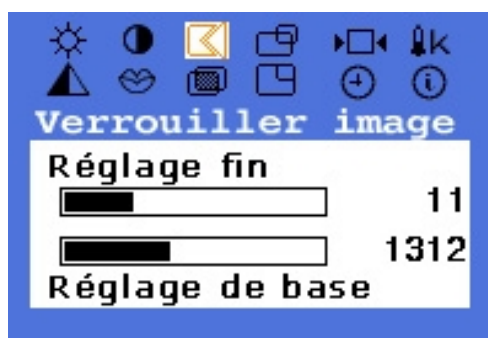 K
Verrouiller image
Réglage fin
11
1312
Réglage de base